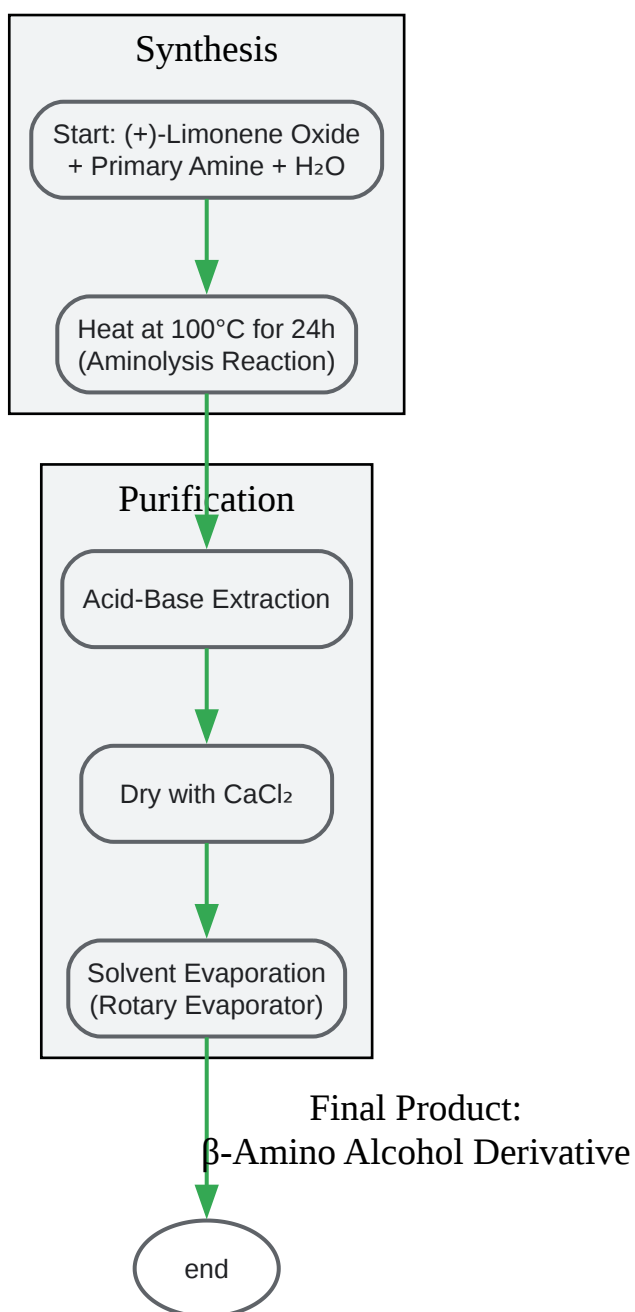 Synthesis
Start: (+)-Limonene Oxide
+ Primary Amine + H₂O
Heat at 100°C for 24h
(Aminolysis Reaction)
Purification
Acid-Base Extraction
Dry with CaCl₂
Solvent Evaporation
(Rotary Evaporator)
Final Product:
β-Amino Alcohol Derivative
end